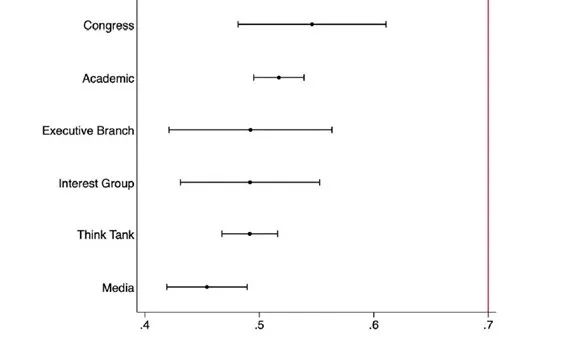 Congress
Academic
Executive Branch
Interest Group
Think Tank
Media
.4 .5 .6 .7